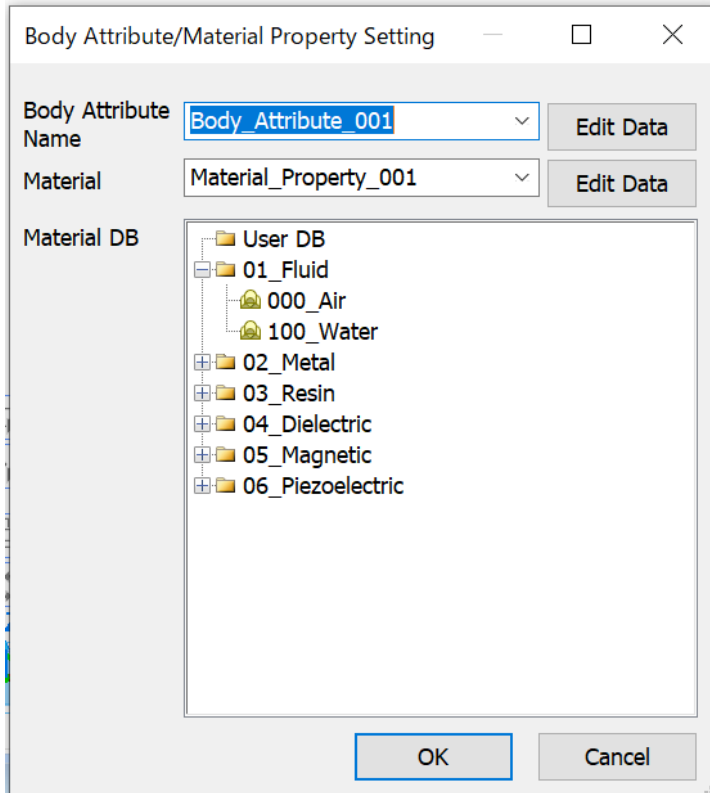 Body Attribute/Material Property Setting
Body Attribute
Name
Body_Attribute_001
Edit Data
Material
Material_Property_001
Edit Data
Material DB
User DB
01_Fluid
000_Air
100_Water
02_Metal
03_Resin
04_Dielectric
05_Magnetic
06_Piezoelectric
OK
Cancel